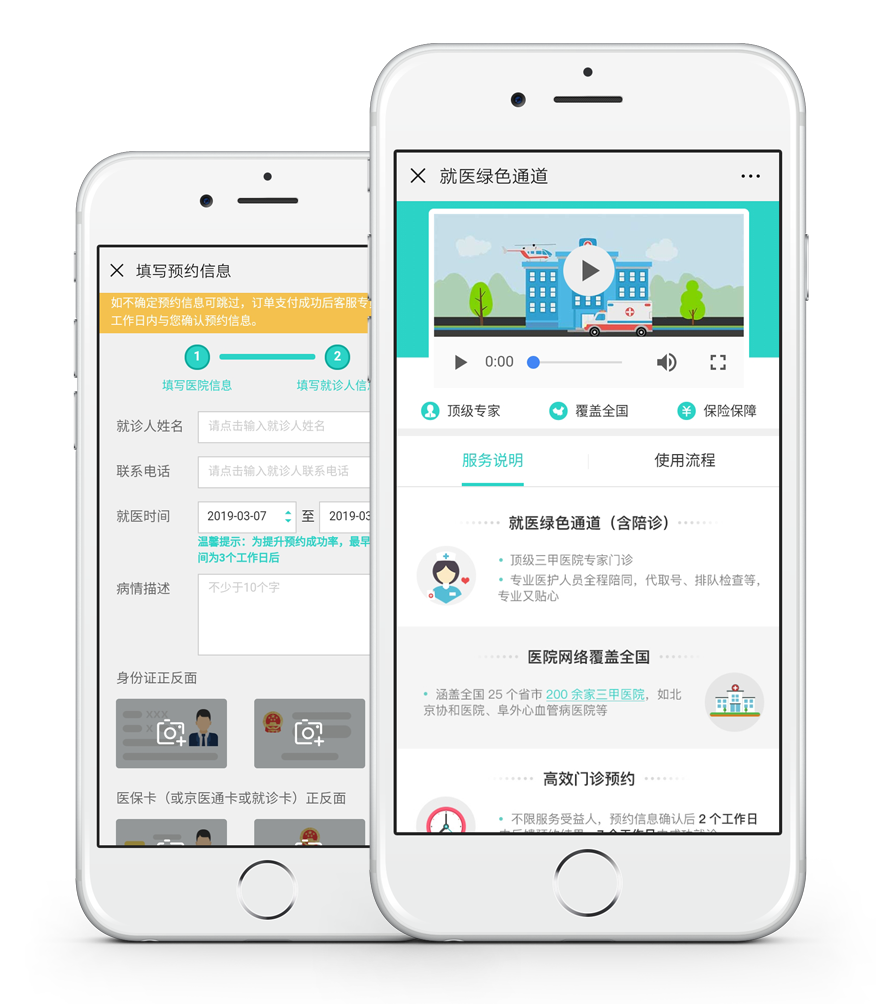 填写预约信息
如不确定预约信息可跳过，订单支付成功后客服专
工作日内与您确认预约信息。
1
2
填写医院信息
填写就诊人信
就诊人姓名
请点击输入就诊人姓名
联系电话
请点击输入就诊人联系电话
就医时间
2019-03-07
至
2019-03
温馨提示：为提升预约成功率，最早
间为3个工作日后
病情描述
不少于10个字
身份证正反面
XXX
X
医保卡（或京医通卡或就诊卡）正反面
就医绿色通道
0:00
顶级专家
覆盖全国
保险保障
服务说明
使用流程
就医绿色通道（含陪诊）
• 顶级三甲医院专家门诊
• 专业医护人员全程陪同，代取号、排队检查等，
专业又贴心
医院网络覆盖全国
• 涵盖全国 25 个省市 200 余家三甲医院，如北
京协和医院、阜外心血管病医院等
高效门诊预约
• 不限服务受益人，预约信息确认后 2 个工作日